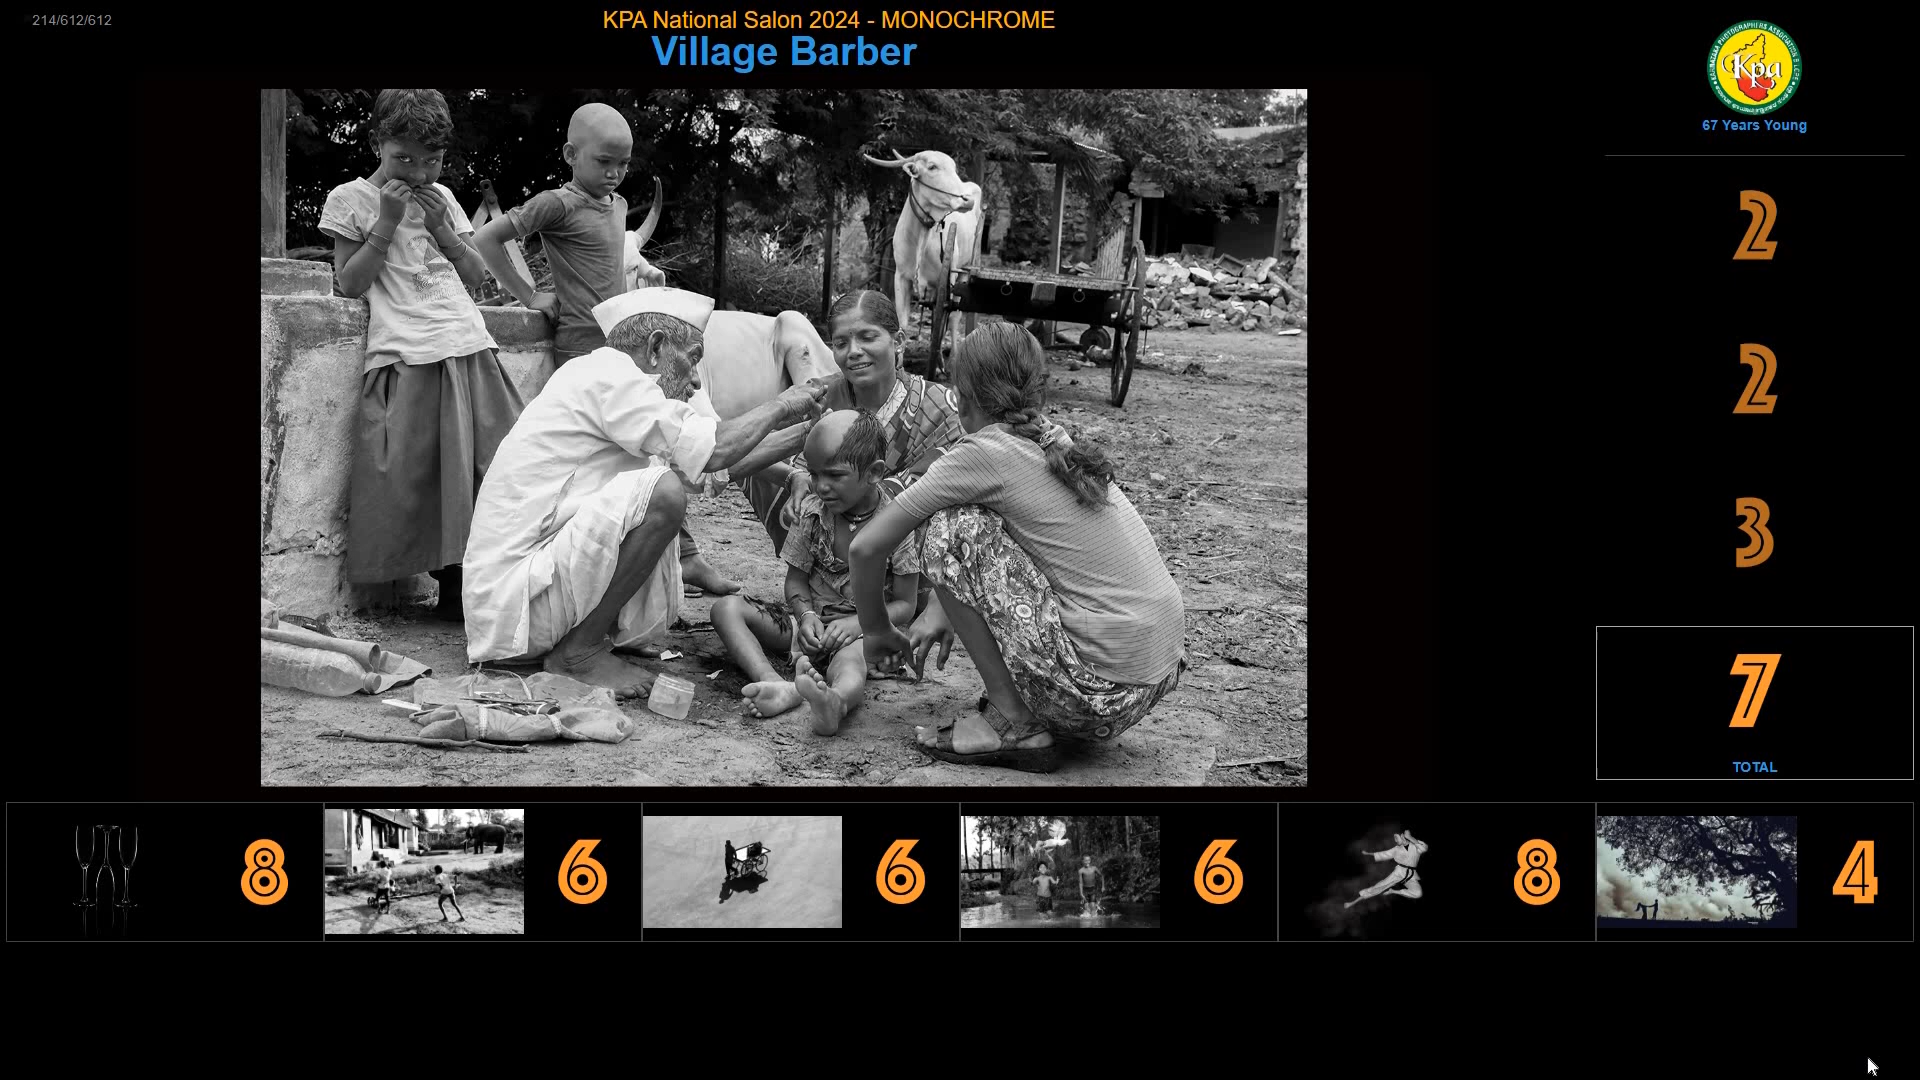 214/612/612
KPA National Salon 2024 - MONOCHROME
Village Barber
Kpa
67 Years Young
2
2
3
7
TOTAL
8
6
6
6
8
4